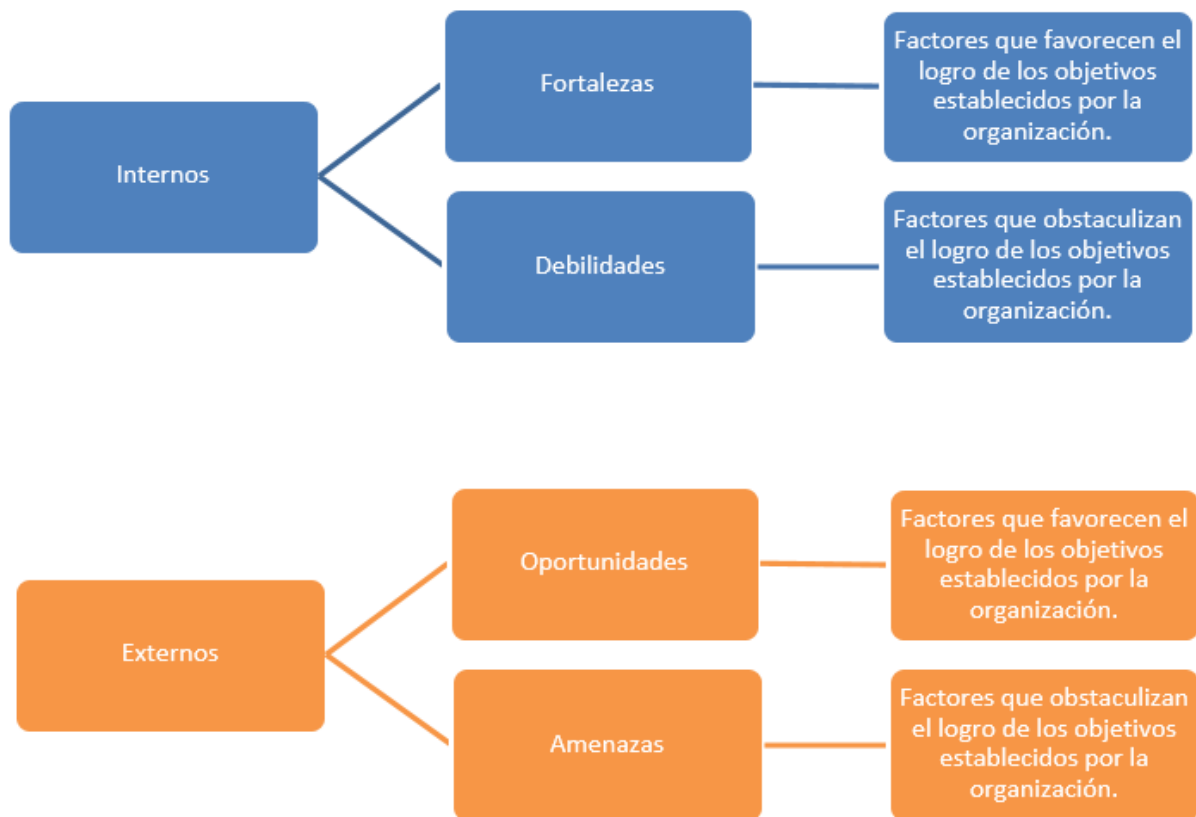 Internos
Fortalezas
Factores que favorecen el
logro de los objetivos
establecidos por la
organización.
Debilidades
Factores que obstaculizan
el logro de los objetivos
establecidos por la
organización.
Externos
Oportunidades
Factores que favorecen el
logro de los objetivos
establecidos por la
organización.
Amenazas
Factores que obstaculizan
el logro de los objetivos
establecidos por la
organización.